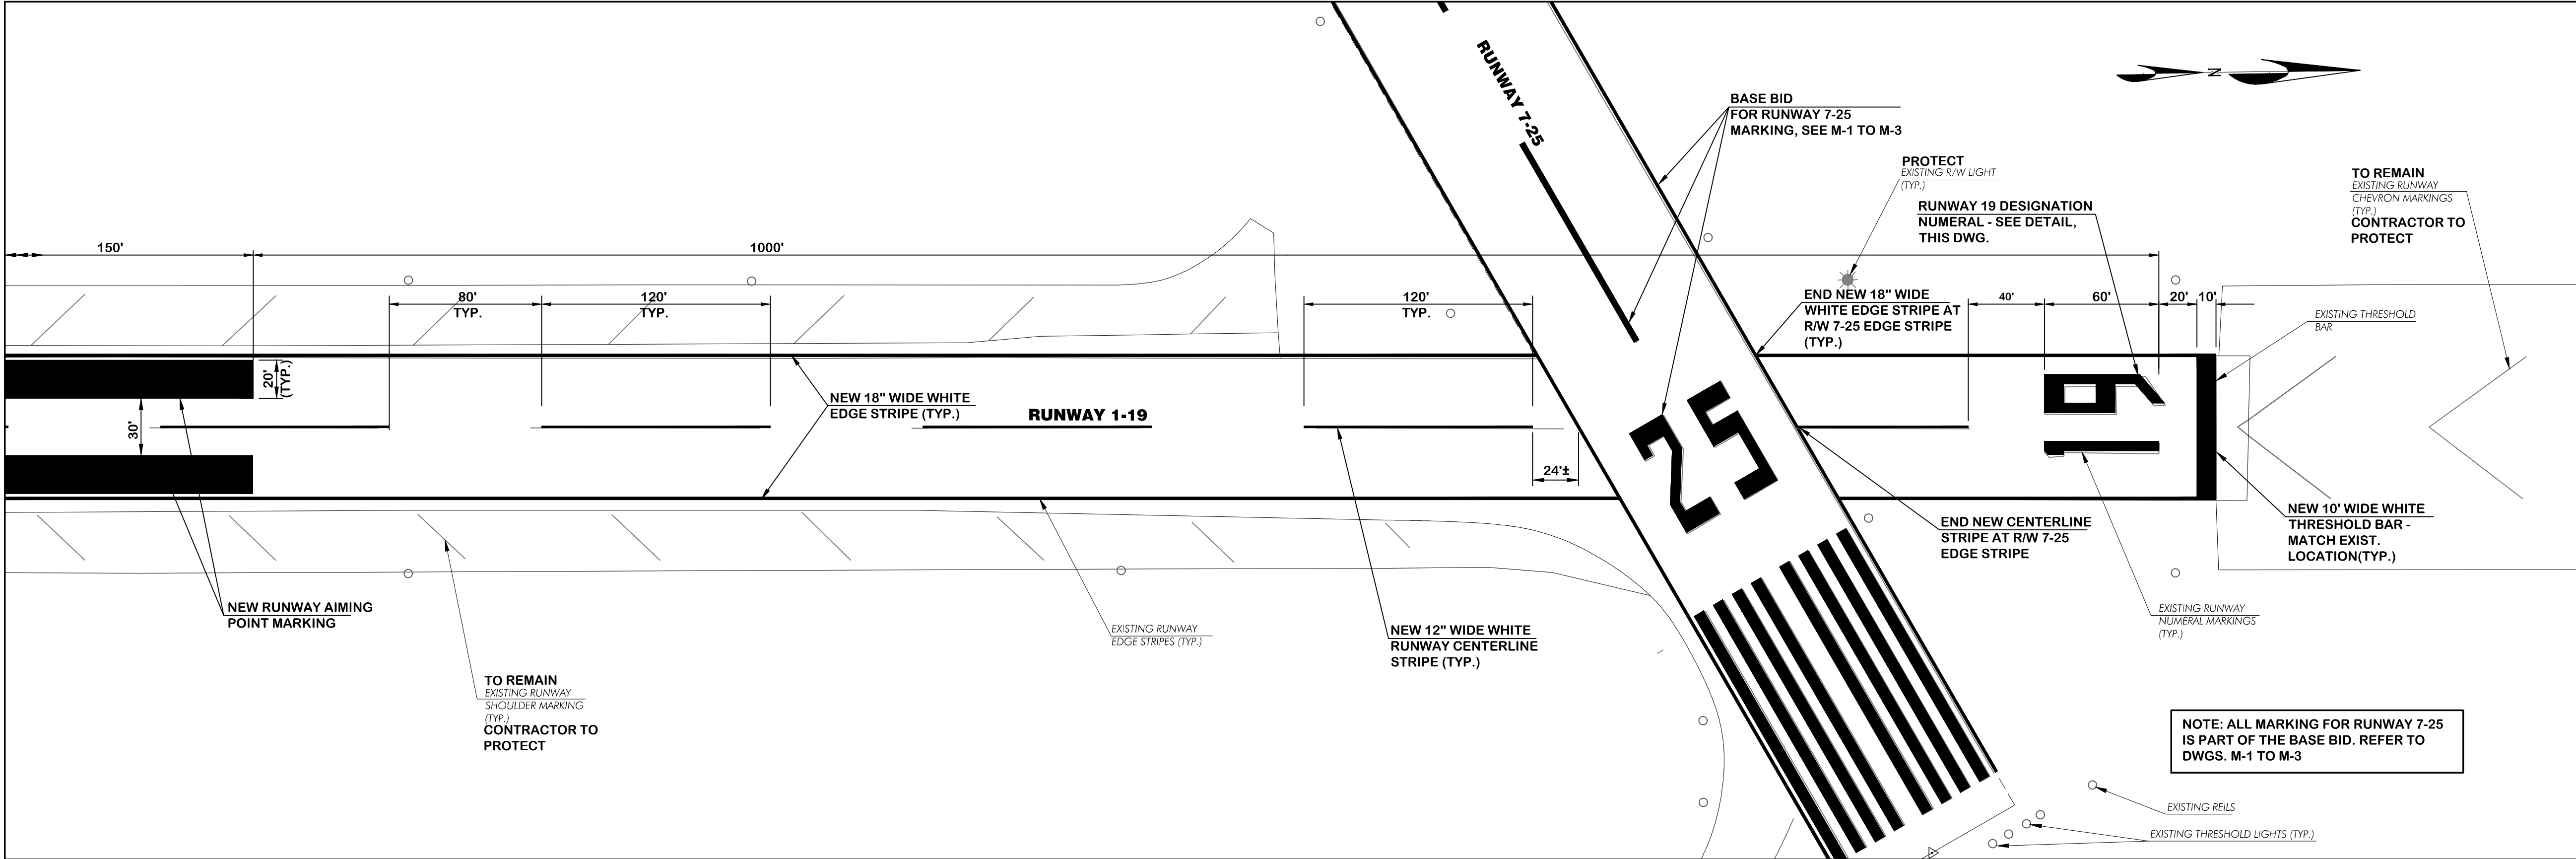 RUNWAY 7-25
N
BASE BID
FOR RUNWAY 7-25
MARKING, SEE M-1 TO M-3
PROTECT
EXISTING R/W LIGHT
(TYP.)
RUNWAY 19 DESIGNATION
NUMERAL - SEE DETAIL,
THIS DWG.
TO REMAIN
EXISTING RUNWAY
CHEVRON MARKINGS
(TYP.)
CONTRACTOR TO
PROTECT
150'
1000'
80'
TYP.
120'
TYP.
120'
TYP.
END NEW 18" WIDE
WHITE EDGE STRIPE AT
R/W 7-25 EDGE STRIPE
(TYP.)
40'
60'
20'
10'
EXISTING THRESHOLD
BAR
20'
(TYP.)
30'
NEW 18" WIDE WHITE
EDGE STRIPE (TYP.)
RUNWAY 1-19
24'±
25
19
END NEW CENTERLINE
STRIPE AT R/W 7-25
EDGE STRIPE
NEW 10' WIDE WHITE
THRESHOLD BAR -
MATCH EXIST.
LOCATION(TYP.)
NEW RUNWAY AIMING
POINT MARKING
EXISTING RUNWAY
EDGE STRIPES (TYP.)
NEW 12" WIDE WHITE
RUNWAY CENTERLINE
STRIPE (TYP.)
EXISTING RUNWAY
NUMERAL MARKINGS
(TYP.)
TO REMAIN
EXISTING RUNWAY
SHOULDER MARKING
(TYP.)
CONTRACTOR TO
PROTECT
NOTE: ALL MARKING FOR RUNWAY 7-25
IS PART OF THE BASE BID. REFER TO
DWGS. M-1 TO M-3
EXISTING REILS
EXISTING THRESHOLD LIGHTS (TYP.)